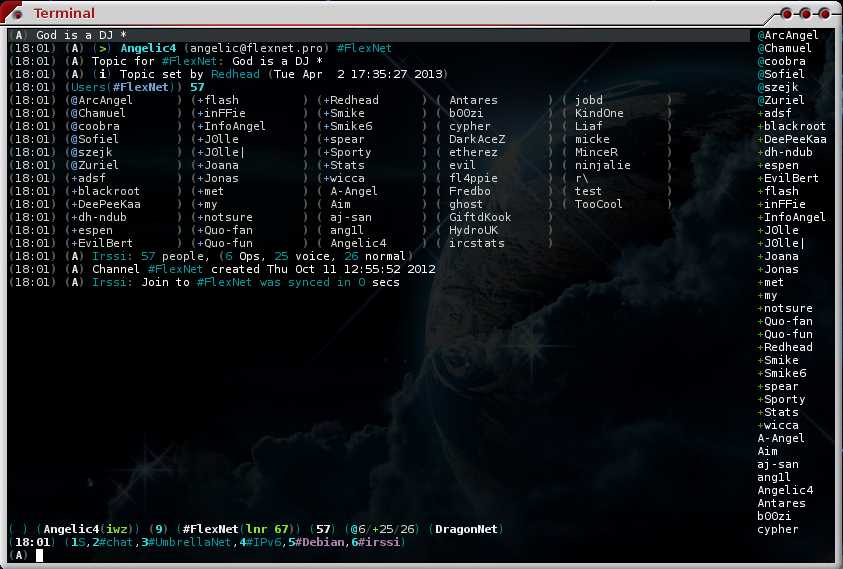 Terminal
(A) God is a DJ *
(18:01) (A) (>) Angelic4 (angelic@flexnet.pro) #FlexNet
(18:01) (A) Topic for #FlexNet: God is a DJ *
(18:01) (A) (i) Topic set by Redhead (Tue Apr  2 17:35:27 2013)
(18:01) (Users(#FlexNet)) 57
(18:01) (@ArcAngel ) (+flash ) (+Redhead ) ( Antares ) ( jobd )
(18:01) (@Chamuel ) (+inFFie ) (+Smike ) ( b0Ozi ) ( KindOne )
(18:01) (@coobra ) (+InfoAngel ) (+Smike6 ) ( cypher ) ( Liaf )
(18:01) (@Sofiel ) (+J0lle ) (+spear ) ( DarkAceZ ) ( micke )
(18:01) (@szejk ) (+J0lle| ) (+Sporty ) ( etherez ) ( MinceR )
(18:01) (@Zuriel ) (+Joana ) (+Stats ) ( evil ) ( ninjalie )
(18:01) (+adsf ) (+Jonas ) (+wicca ) ( fl4ppie ) ( r\ )
(18:01) (+blackroot ) (+met ) ( A-Angel ) ( Fredbo ) ( test )
(18:01) (+DeePeeKaa ) (+my ) ( Aim ) ( ghost ) ( TooCool )
(18:01) (+dh-ndub ) (+notsure ) ( aj-san ) ( GiftdKook )
(18:01) (+espen ) (+Quo-fan ) ( ang1l ) ( HydroUK )
(18:01) (+EvilBert ) (+Quo-fun ) ( Angelic4 ) ( ircstats )
(18:01) (A) Irssi: 57 people, (6 Ops, 25 voice, 26 normal)
(18:01) (A) Channel #FlexNet created Thu Oct 11 12:55:52 2012
(18:01) (A) Irssi: Join to #FlexNet was synced in 0 secs
( ) (Angelic4(iwz)) (9) (#FlexNet(lnr 67)) (57) (@6/+25/26) (DragonNet)
(18:01) (1S,2#chat,3#UmbrellaNet,4#IPv6,5#Debian,6#irssi)
(A)
@ArcAngel
@Chamuel
@coobra
@Sofiel
@szejk
@Zuriel
+adsf
+blackroot
+DeePeeKaa
+dh-ndub
+espen
+EvilBert
+flash
+inFFie
+InfoAngel
+J0lle
+J0lle|
+Joana
+Jonas
+met
+my
+notsure
+Quo-fan
+Quo-fun
+Redhead
+Smike
+Smike6
+spear
+Sporty
+Stats
+wicca
A-Angel
Aim
aj-san
ang1l
Angelic4
Antares
b0Ozi
cypher